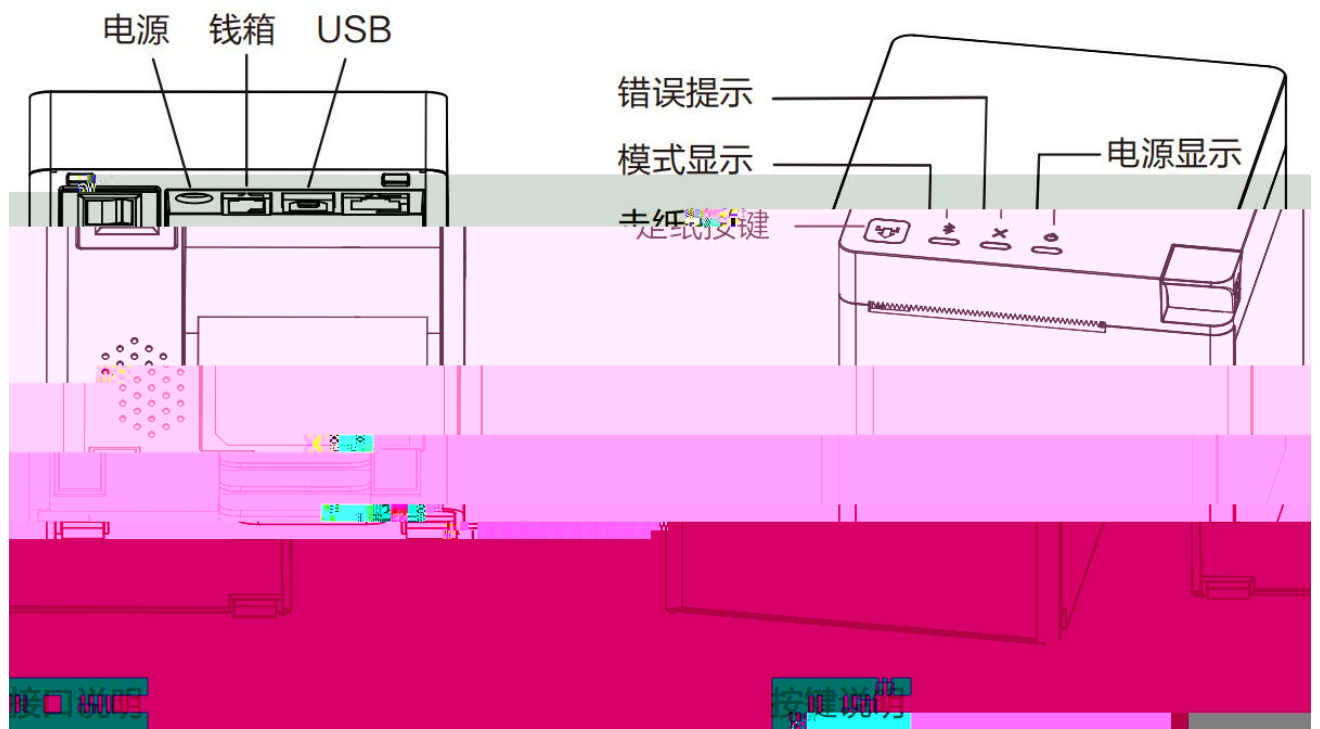 电源 钱箱 USB
错误提示
模式显示
电源显示
走纸按键
接口说明
按键说明